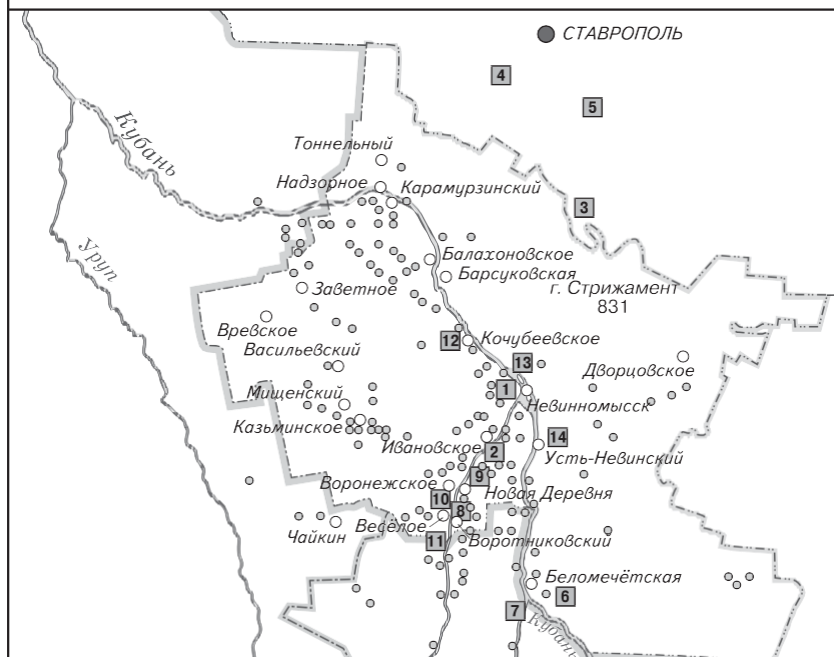 СТАВРОПОЛЬ
4
5
Кубань
Тоннельный
Надзорное
Карамурзинский
3
Уруп
Балахоновское
Барсуковская
Заветное
г. Стрижамент
831
Вревское
12
Кочубеевское
Васильевский
13
Дворцовское
Мищенский
1
Невинномысск
Казьминское
Ивановское
14
2
Усть-Невинский
Воронежское
9
Новая Деревня
10
8
Чайкин
Весёлое
Воротниковский
11
Беломечётская
6
7
Кубань